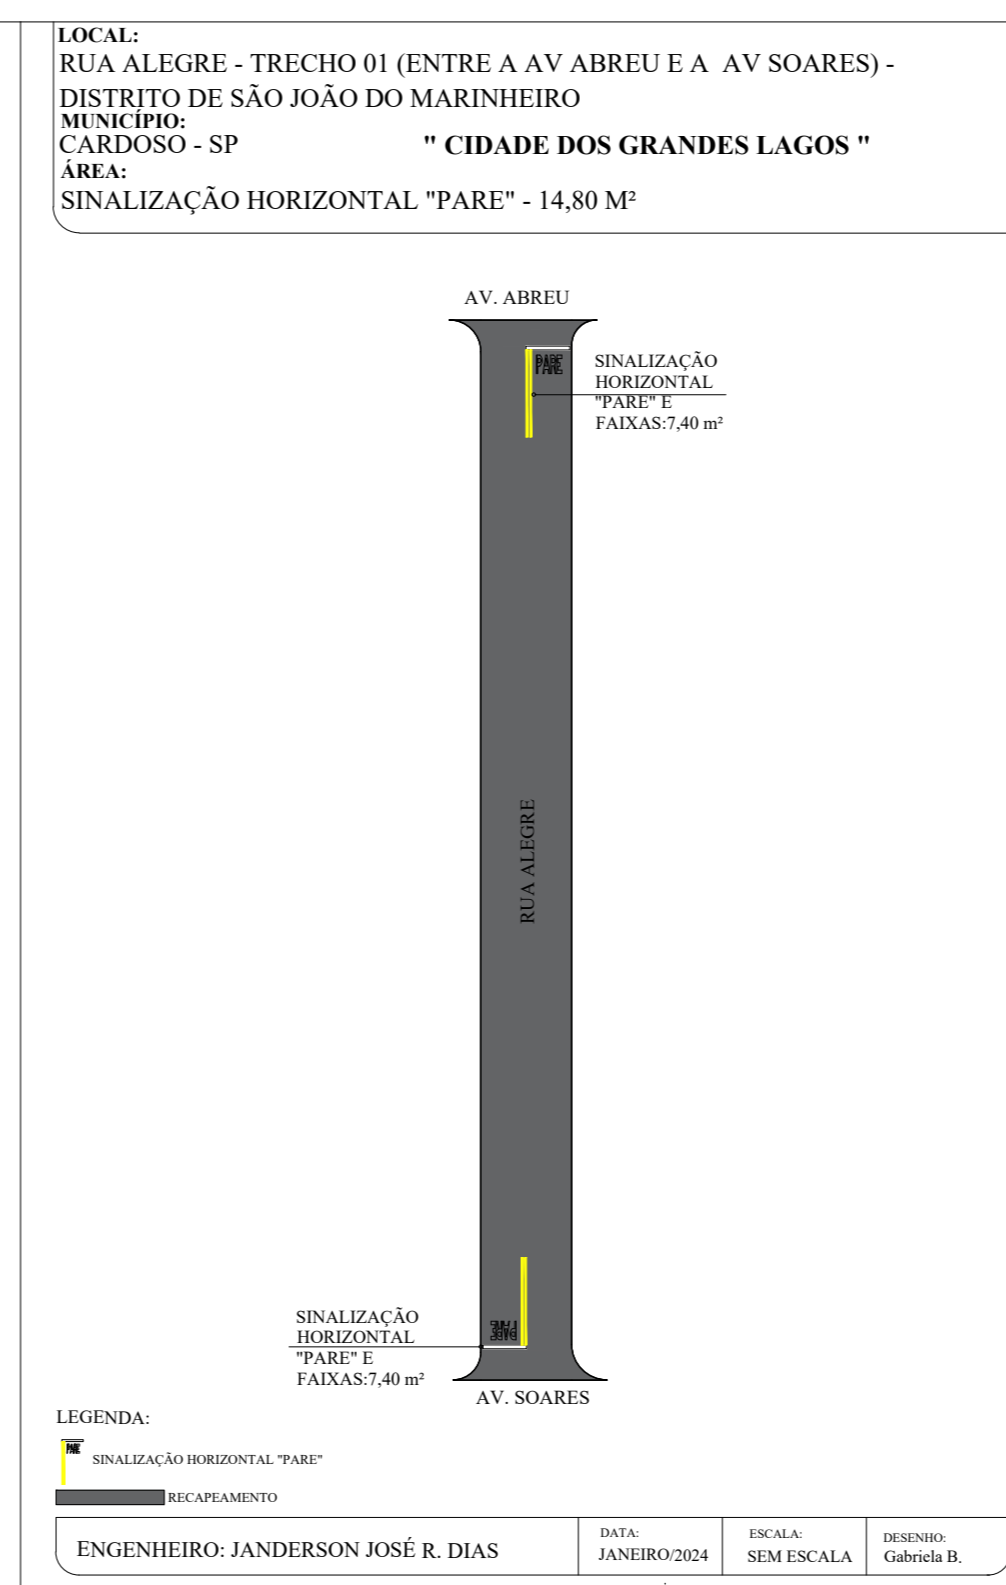 LOCAL:
RUA ALEGRE - TRECHO 01 (ENTRE A AV ABREU E A AV SOARES) -
DISTRITO DE SÃO JOÃO DO MARINHEIRO
MUNICÍPIO:
CARDOSO - SP " CIDADE DOS GRANDES LAGOS "
ÁREA:
SINALIZAÇÃO HORIZONTAL "PARE" - 14,80 M²
AV. ABREU
PARE
SINALIZAÇÃO
HORIZONTAL
"PARE" E
FAIXAS:7,40 m²
RUA ALEGRE
SINALIZAÇÃO
HORIZONTAL
"PARE" E
FAIXAS:7,40 m²
PARE
AV. SOARES
LEGENDA:
PARE
SINALIZAÇÃO HORIZONTAL "PARE"
RECAPEAMENTO
ENGENHEIRO: JANDERSON JOSÉ R. DIAS
DATA:
JANEIRO/2024
ESCALA:
SEM ESCALA
DESENHO:
Gabriela B.